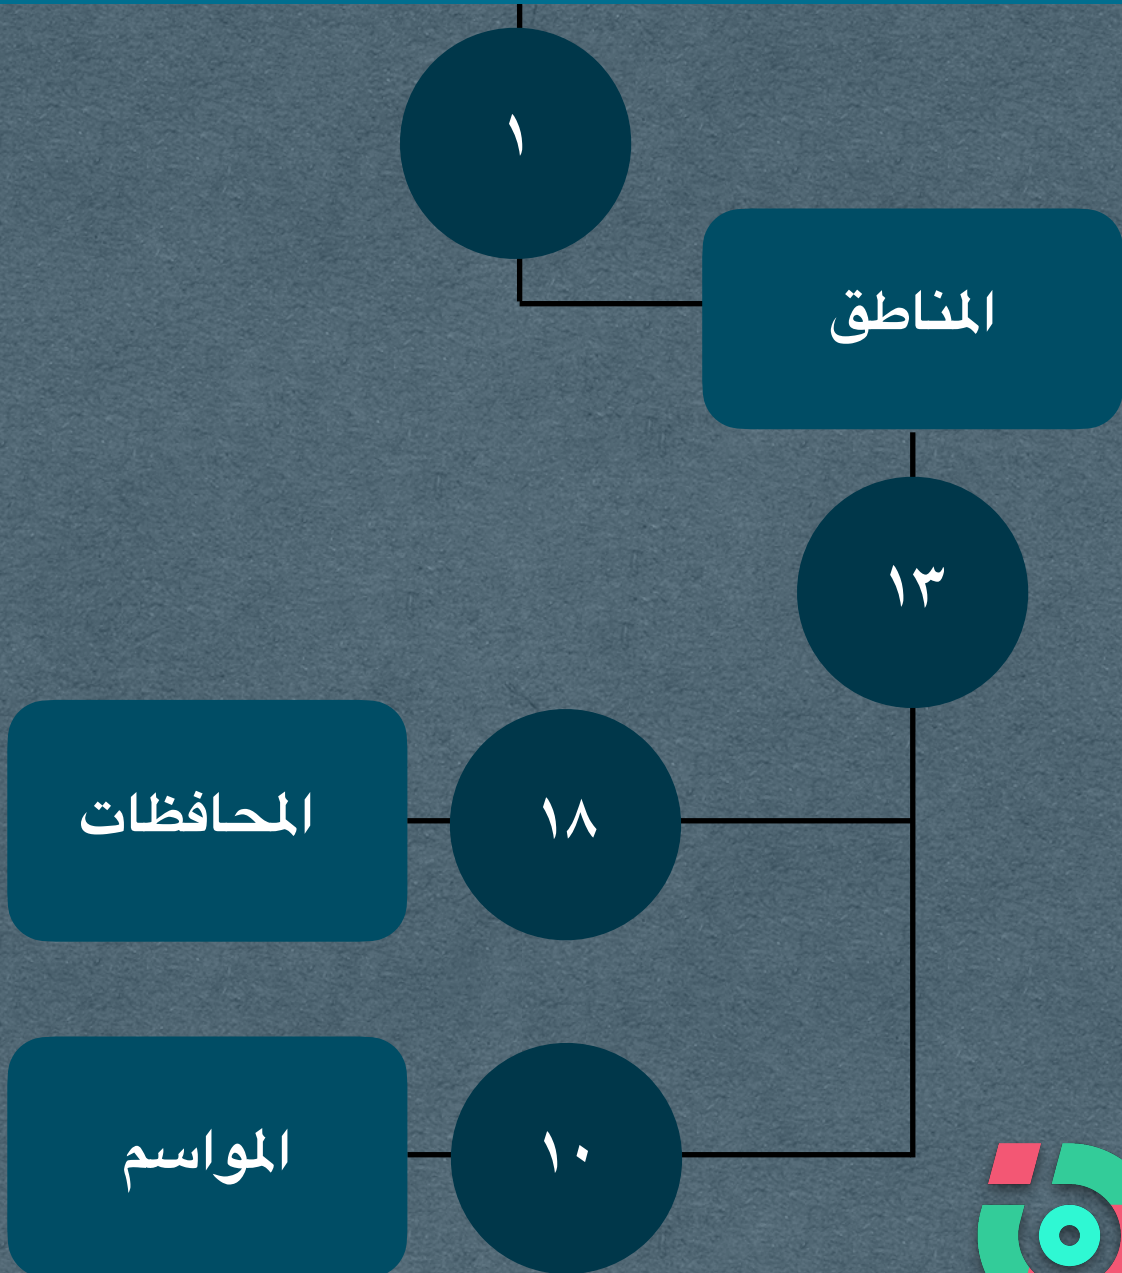 ١
المناطق
١٣
١٨
المحافظات
١٠
المواسم